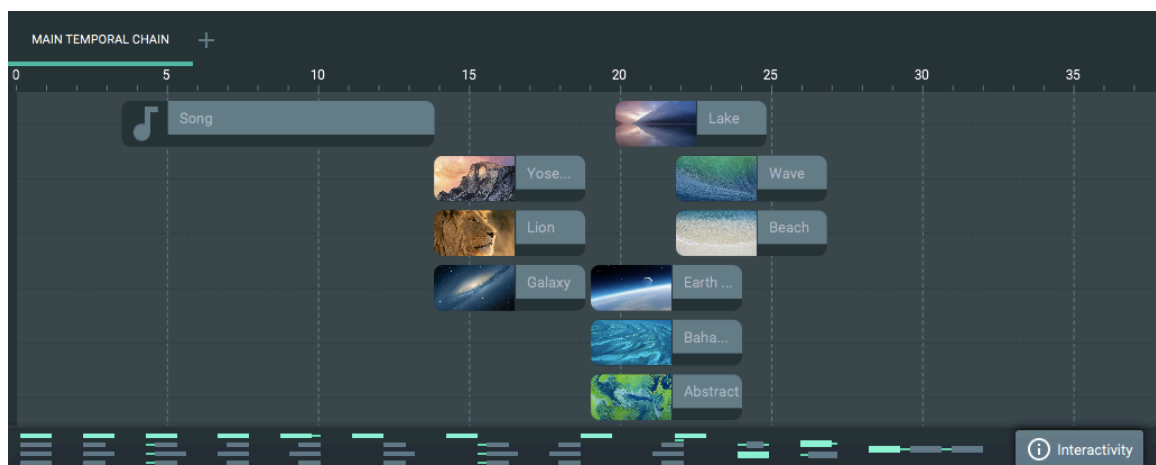 MAIN TEMPORAL CHAIN +
0 5 10 15 20 25 30 35
Song Lake
Yose... Wave
Lion Beach
Galaxy Earth ...
Baha...
Abstract
Interactivity